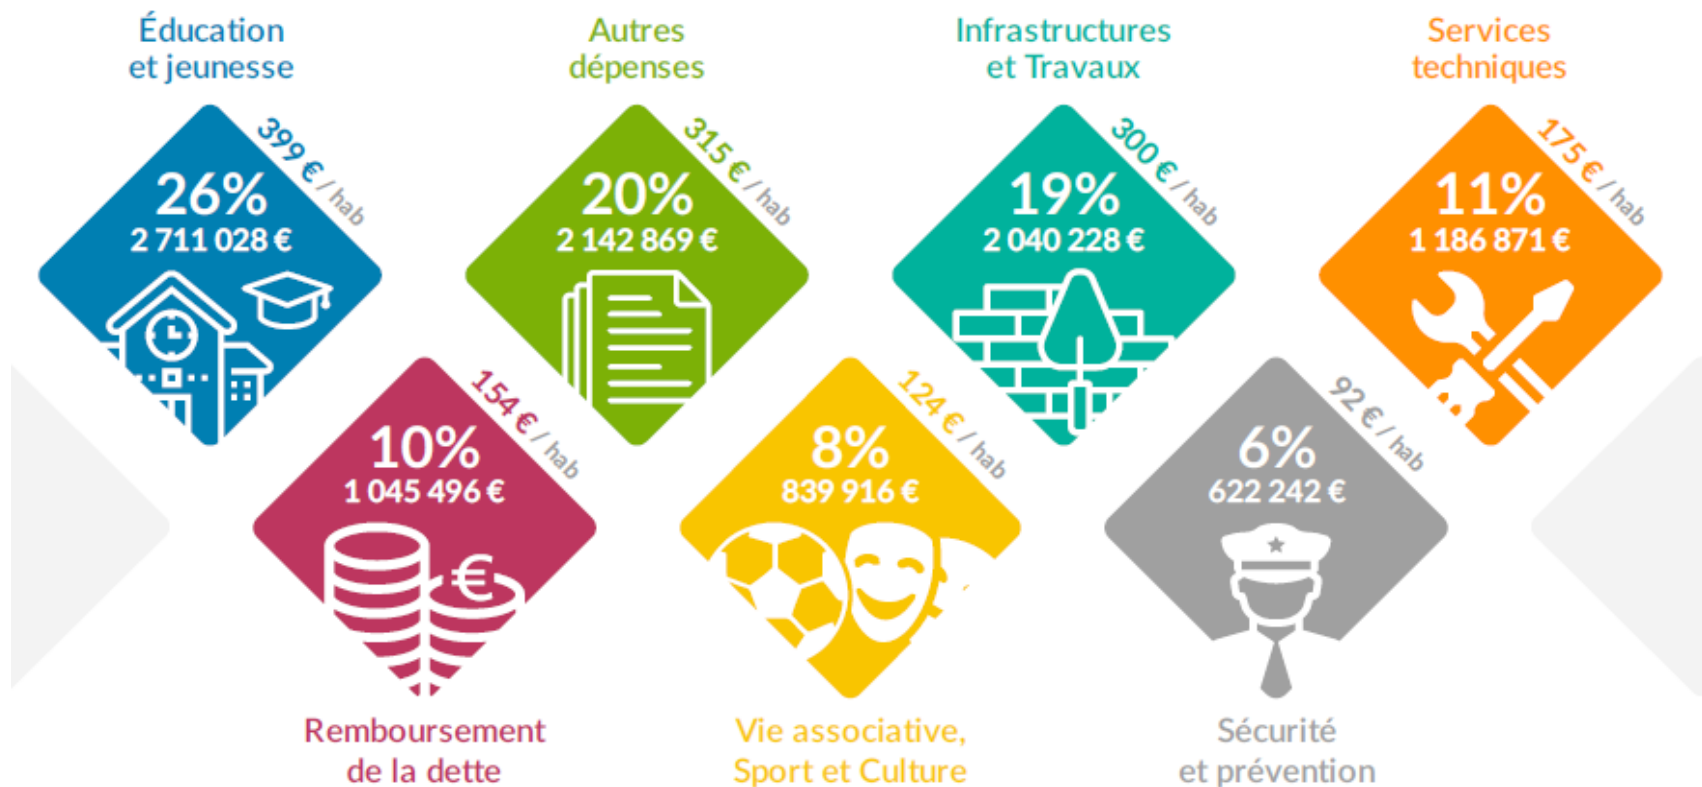 Éducation
et jeunesse
399 € / hab
26%
2 711 028 €
Autres
dépenses
315 € / hab
20%
2 142 869 €
Infrastructures
et Travaux
300 € / hab
19%
2 040 228 €
Services
techniques
175 € / hab
11%
1 186 871 €
154 € / hab
10%
1 045 496 €
€
Remboursement
de la dette
124 € / hab
8%
839 916 €
Vie associative,
Sport et Culture
92 € / hab
6%
622 242 €
Sécurité
et prévention